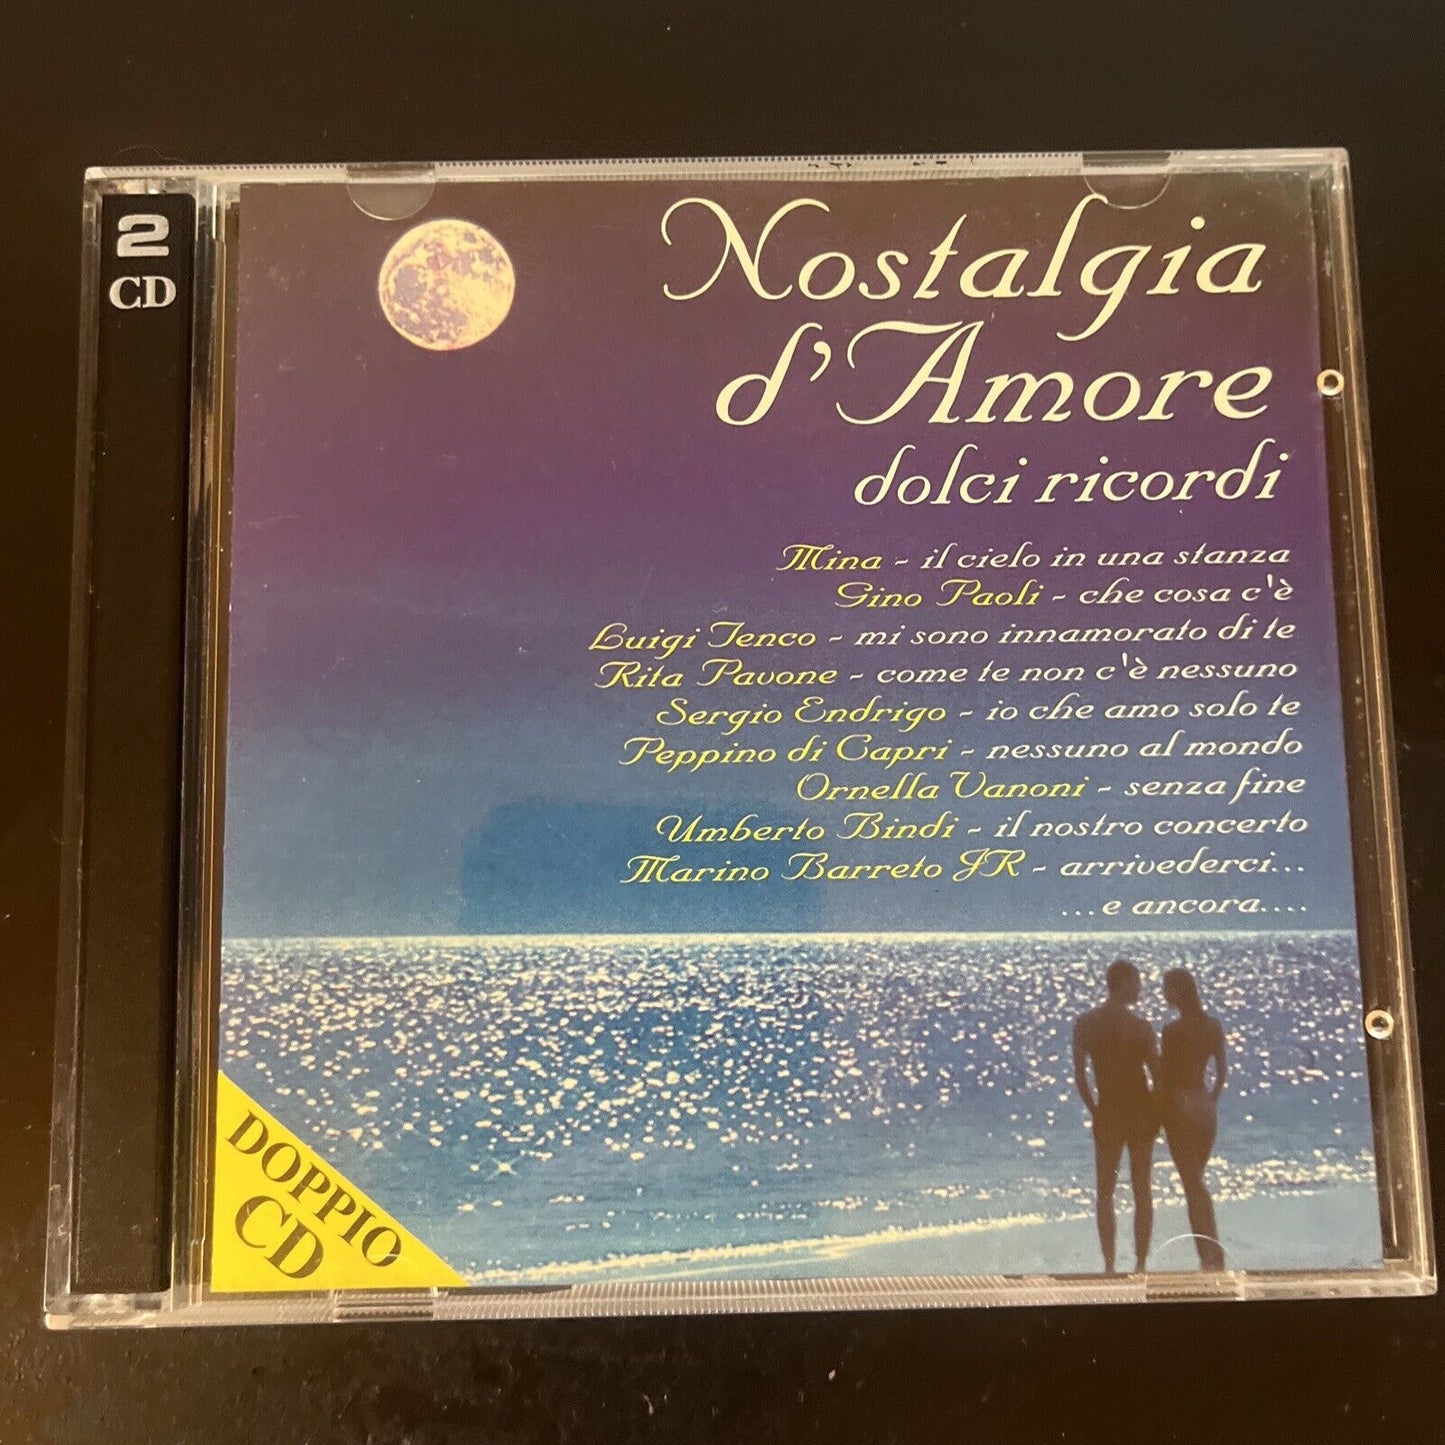 2
CD
Nostalgia
d'Amore
dolci ricordi
Mina - il cielo in una stanza
Gino Paoli - che cosa c'è
Luigi Tenco - mi sono innamorato di te
Rita Pavone - come te non c'è nessuno
Sergio Endrigo - io che amo solo te
Peppino di Capri - nessuno al mondo
Ornella Vanoni - senza fine
Umberto Bindi - il nostro concerto
Marino Barreto JR - arrivederci...
...e ancora....
DOPPIO
CD